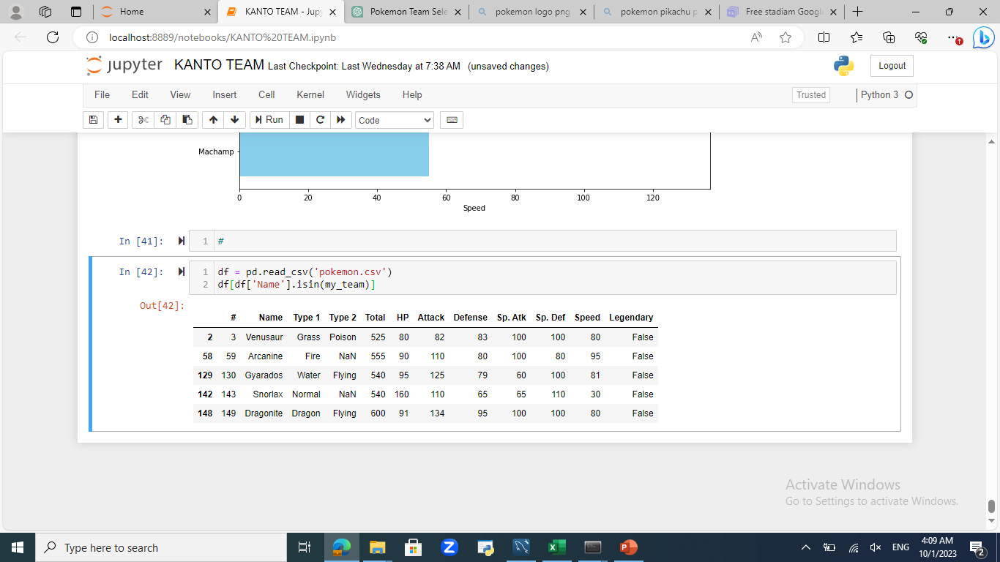 Home
KANTO TEAM - Jup
Pokemon Team Sele
pokemon logo png
pokemon pikachu p
Free stadiam Google
localhost:8889/notebooks/KANTO%20TEAM.ipynb
jupyter KANTO TEAM Last Checkpoint: Last Wednesday at 7:38 AM (unsaved changes)
Logout
File Edit View Insert Cell Kernel Widgets Help
Trusted Python 3
Run Code
Machamp
0 20 40 60 80 100 120
Speed
In [41]: 1 #
In [42]: 1 df = pd.read_csv('pokemon.csv')
2 df[df['Name'].isin(my_team)]
Out[42]:
# Name Type 1 Type 2 Total HP Attack Defense Sp. Atk Sp. Def Speed Legendary
2 3 Venusaur Grass Poison 525 80 82 83 100 100 80 False
58 59 Arcanine Fire NaN 555 90 110 80 100 80 95 False
129 130 Gyarados Water Flying 540 95 125 79 60 100 81 False
142 143 Snorlax Normal NaN 540 160 110 65 65 110 30 False
148 149 Dragonite Dragon Flying 600 91 134 95 100 100 80 False
Activate Windows
Go to Settings to activate Windows.
Type here to search
ENG
4:09 AM
10/1/2023
2